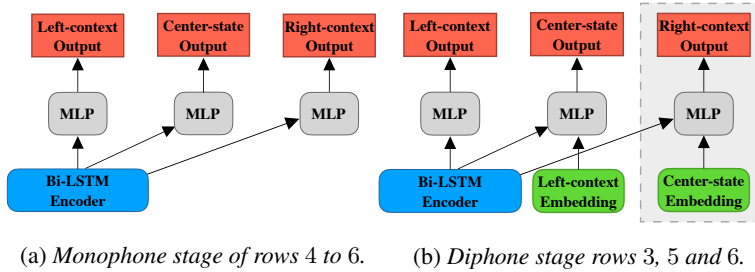 Left-context
Output
Center-state
Output
Right-context
Output
MLP
MLP
MLP
Bi-LSTM
Encoder
Left-context
Output
Center-state
Output
Right-context
Output
MLP
MLP
MLP
Bi-LSTM
Encoder
Left-context
Embedding
Center-state
Embedding
(a) Monophone stage of rows 4 to 6.
(b) Diphone stage rows 3, 5 and 6.